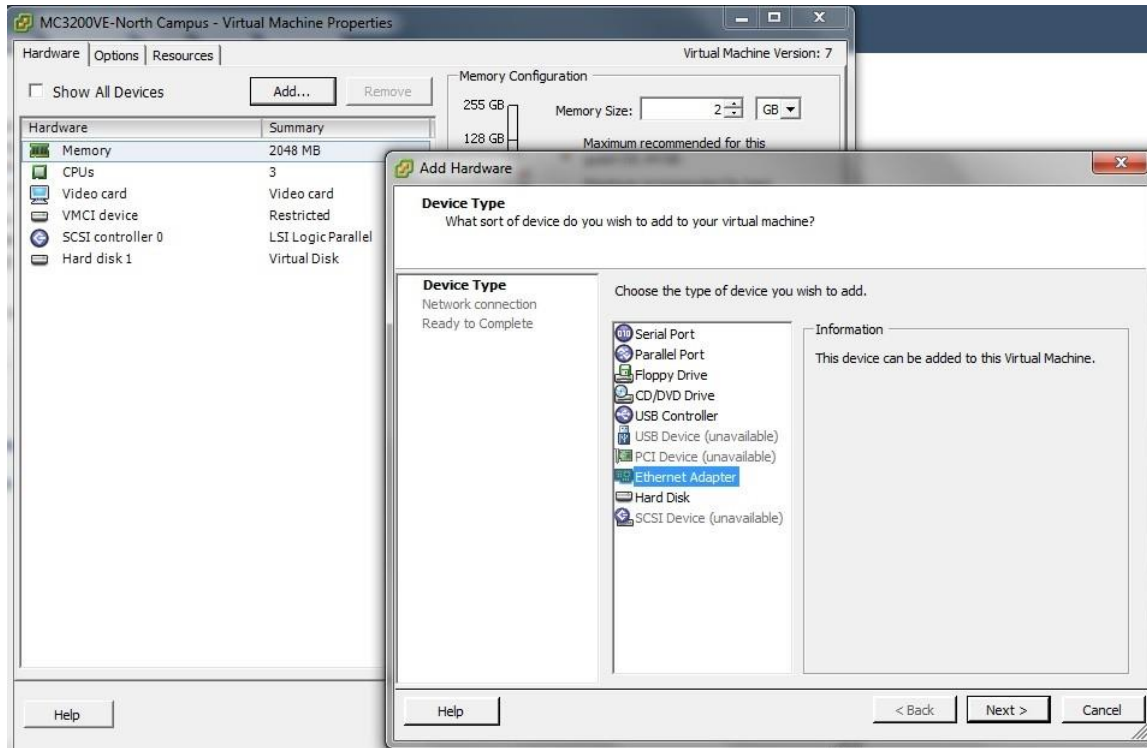 MC3200VE-North Campus - Virtual Machine Properties
Hardware Options Resources Virtual Machine Version: 7
Show All Devices Add... Remove
Memory Configuration
255 GB Memory Size: 2 GB
128 GB Maximum recommended for this
Hardware Summary
Memory 2048 MB
CPUs 3
Video card Video card
VMCI device Restricted
SCSI controller 0 LSI Logic Parallel
Hard disk 1 Virtual Disk
Help
Add Hardware
Device Type
What sort of device do you wish to add to your virtual machine?
Device Type
Network connection
Ready to Complete
Choose the type of device you wish to add.
Serial Port
Parallel Port
Floppy Drive
CD/DVD Drive
USB Controller
USB Device (unavailable)
PCI Device (unavailable)
Ethernet Adapter
Hard Disk
SCSI Device (unavailable)
Information
This device can be added to this Virtual Machine.
Help < Back Next > Cancel